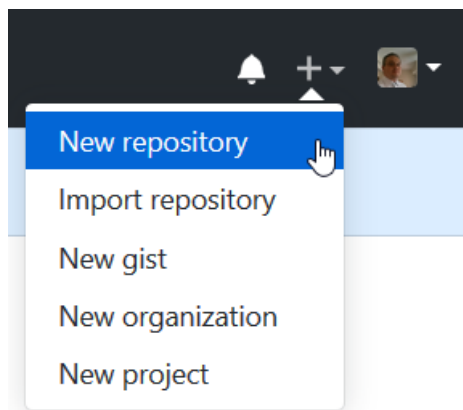 New repository
Import repository
New gist
New organization
New project